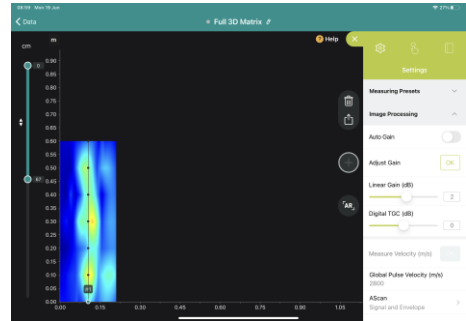 08:59 Mon 19 Jun
27%
Data
Full 3D Matrix
Help
cm
m
Settings
0
67
0.90
0.85
0.80
0.75
0.70
0.65
0.60
0.55
0.50
0.45
0.40
0.35
0.30
0.25
0.20
0.15
0.10
0.05
0.00
#1
0.00 0.15 0.30 0.45 0.60 0.75 0.90 1.05
AR
Measuring Presets
Image Processing
Auto Gain
Adjust Gain OK
Linear Gain (dB)
2
Digital TGC (dB)
Measure Velocity (m/s)
Global Pulse Velocity (m/s)
2800
AScan
Signal and Envelope